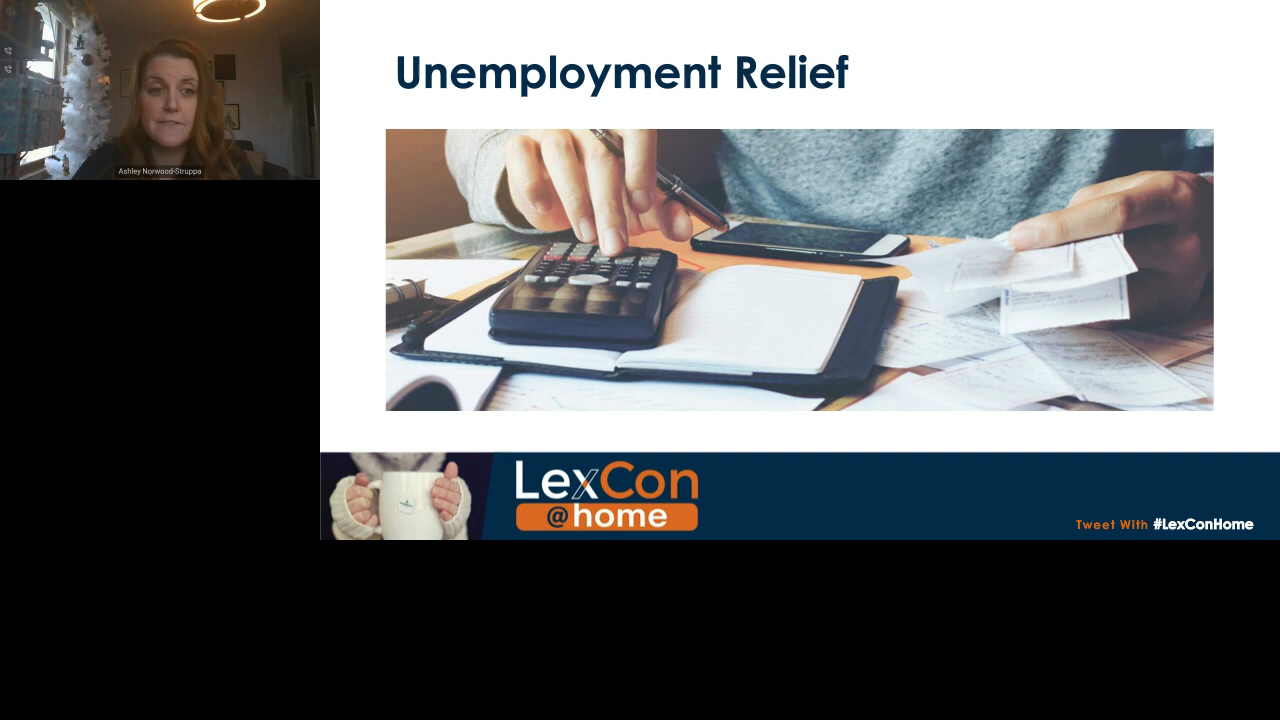 Unemployment Relief
Ashley Norwood-Struppa
LexCon
@home
Tweet With #LexConHome